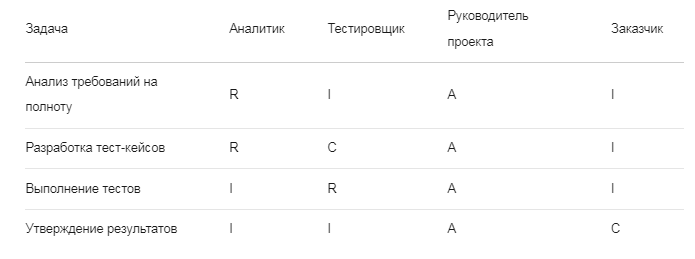 Задача Аналитик Тестировщик Руководитель проекта Заказчик
Анализ требований на полноту R I A I
Разработка тест-кейсов R C A I
Выполнение тестов I R A I
Утверждение результатов I I A C